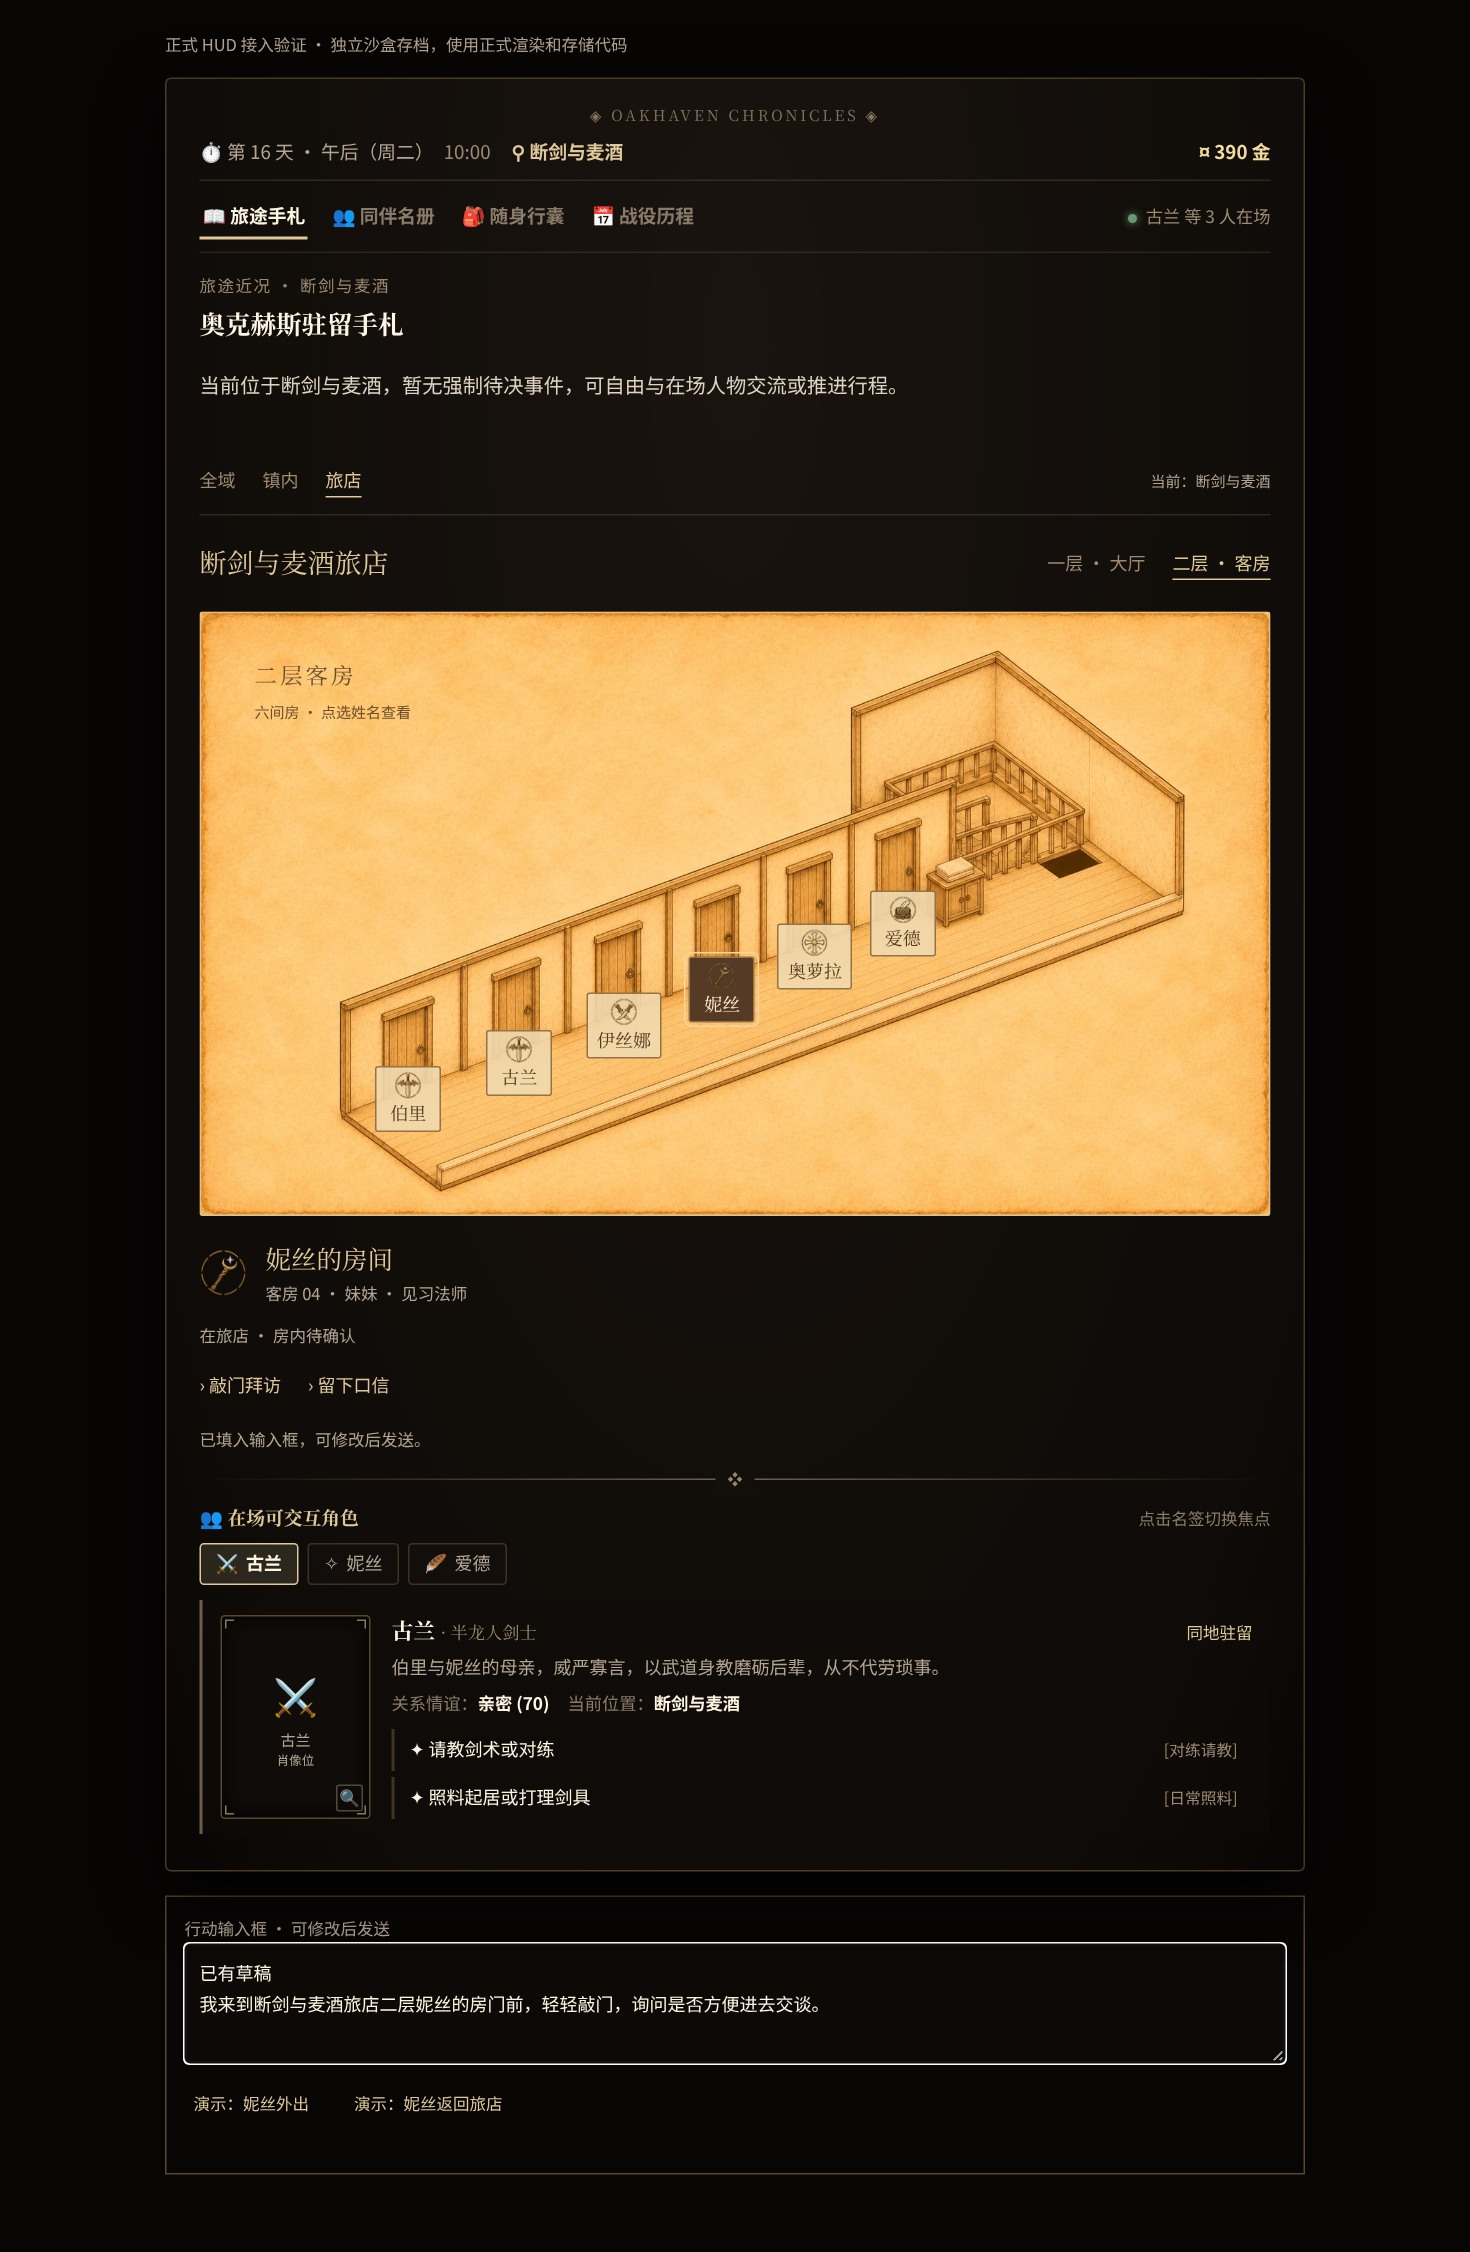 正式 HUD 接入验证 · 独立沙盒存档，使用正式渲染和存储代码
◈ OAKHAVEN CHRONICLES ◈
第 16 天 · 午后（周二） 10:00 断剑与麦酒 ¤ 390 金
旅途手札 同伴名册 随身行囊 战役历程 古兰 等 3 人在场
旅途近况 · 断剑与麦酒
奥克赫斯驻留手札
当前位于断剑与麦酒，暂无强制待决事件，可自由与在场人物交流或推进行程。
全域 镇内 旅店 当前：断剑与麦酒
断剑与麦酒旅店 一层 · 大厅 二层 · 客房
二层客房
六间房 · 点选姓名查看
爱德
奥萝拉
妮丝
伊丝娜
古兰
伯里
妮丝的房间
客房 04 · 妹妹 · 见习法师
在旅店 · 房内待确认
› 敲门拜访 › 留下口信
已填入输入框，可修改后发送。
在场可交互角色 点击名签切换焦点
古兰 ✧ 妮丝 爱德
古兰 · 半龙人剑士 同地驻留
伯里与妮丝的母亲，威严寡言，以武道身教磨砺后辈，从不代劳琐事。
关系情谊：亲密 (70) 当前位置：断剑与麦酒
古兰
肖像位
✦ 请教剑术或对练 [对练请教]
✦ 照料起居或打理剑具 [日常照料]
行动输入框 · 可修改后发送
已有草稿
我来到断剑与麦酒旅店二层妮丝的房门前，轻轻敲门，询问是否方便进去交谈。
演示：妮丝外出 演示：妮丝返回旅店